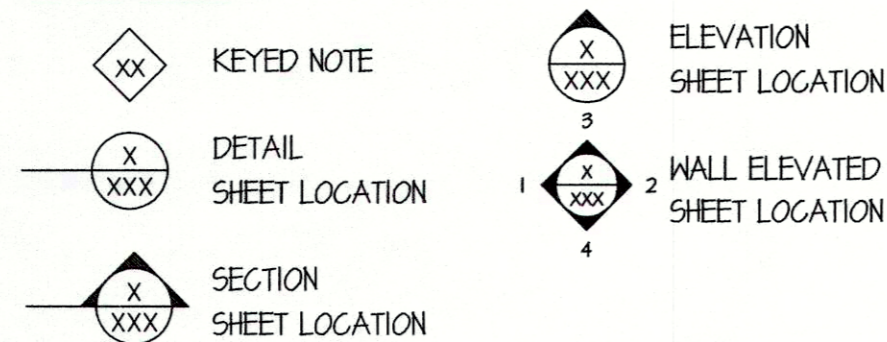 XX
KEYED NOTE
X
XXX
DETAIL
SHEET LOCATION
X
XXX
SECTION
SHEET LOCATION
X
XXX
ELEVATION
SHEET LOCATION
3
1
X
XXX
2
4
WALL ELEVATED
SHEET LOCATION